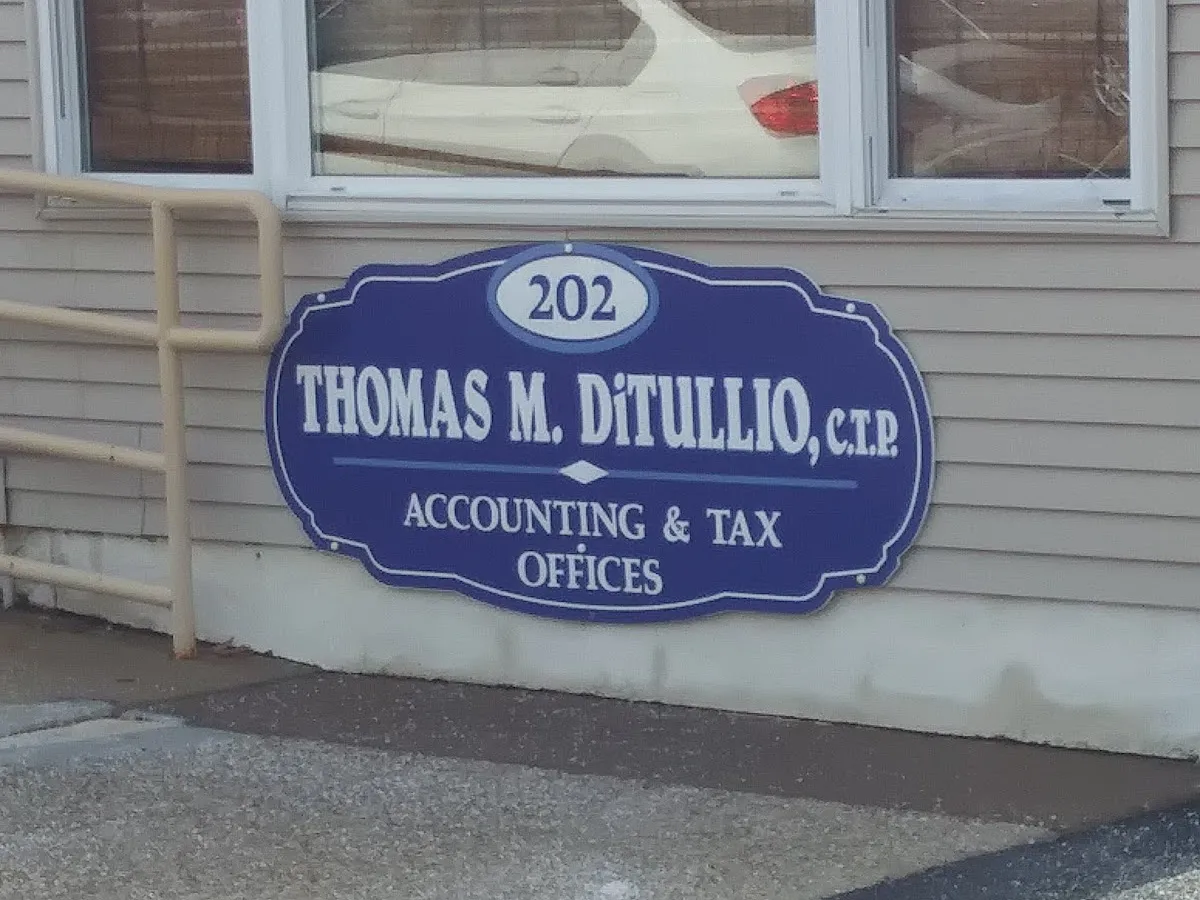 202
THOMAS M. DiTULLIO, C.T.P.
ACCOUNTING & TAX
OFFICES